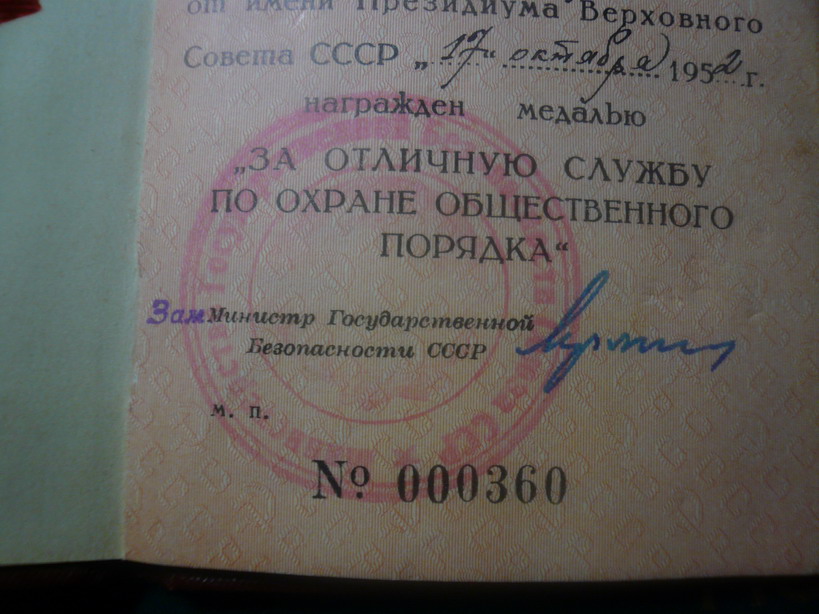 от имени Президиума Верховного
Совета СССР „17“ октября 1952 г.
награжден медалью
„ЗА ОТЛИЧНУЮ СЛУЖБУ
ПО ОХРАНЕ ОБЩЕСТВЕННОГО
ПОРЯДКА“
Зам Министр Государственной
Безопасности СССР
м. п.
№ 000360